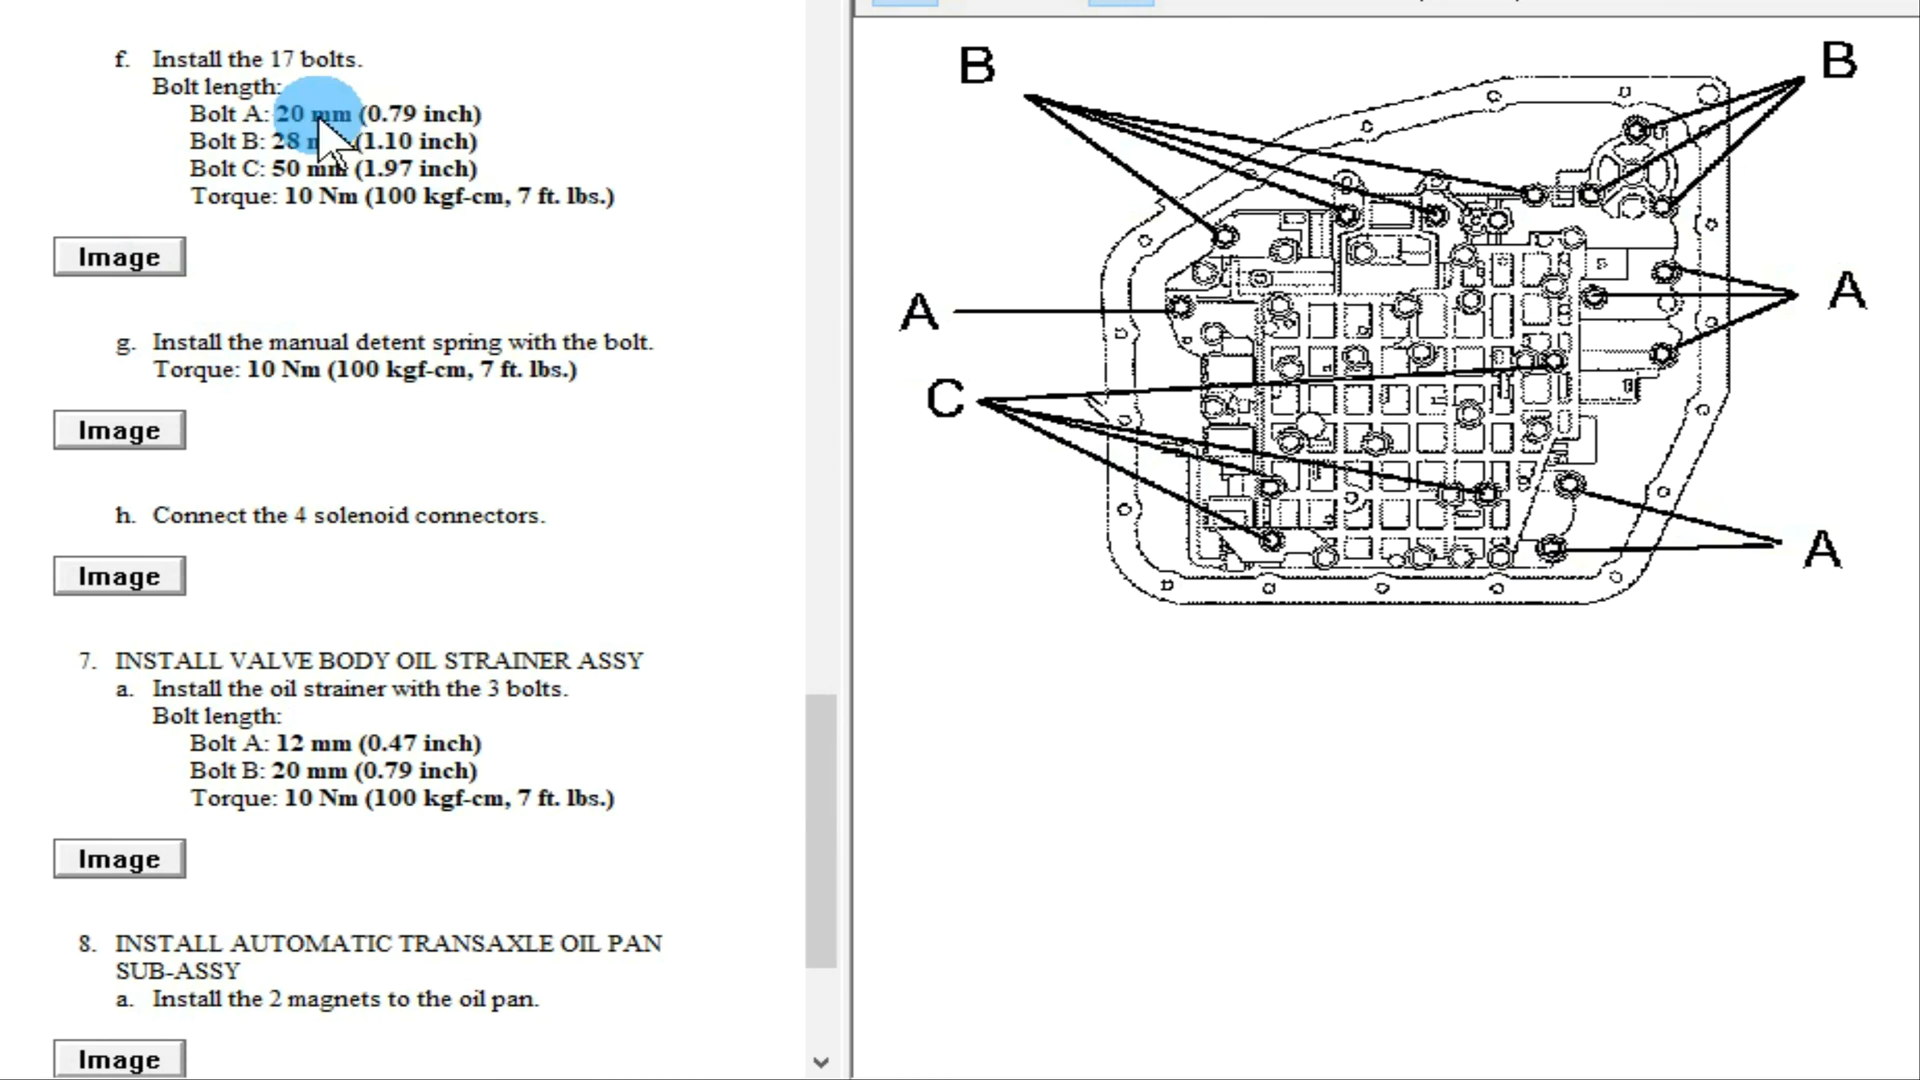 f. Install the 17 bolts.
Bolt length:
Bolt A: 20 mm (0.79 inch)
Bolt B: 28 (1.10 inch)
Bolt C: 50 mm (1.97 inch)
Torque: 10 Nm (100 kgf-cm, 7 ft. lbs.)
Image
g. Install the manual detent spring with the bolt.
Torque: 10 Nm (100 kgf-cm, 7 ft. lbs.)
Image
h. Connect the 4 solenoid connectors.
Image
7. INSTALL VALVE BODY OIL STRAINER ASSY
a. Install the oil strainer with the 3 bolts.
Bolt length:
Bolt A: 12 mm (0.47 inch)
Bolt B: 20 mm (0.79 inch)
Torque: 10 Nm (100 kgf-cm, 7 ft. lbs.)
Image
8. INSTALL AUTOMATIC TRANSAXLE OIL PAN
SUB-ASSY
a. Install the 2 magnets to the oil pan.
Image
B
B
A
A
C
A